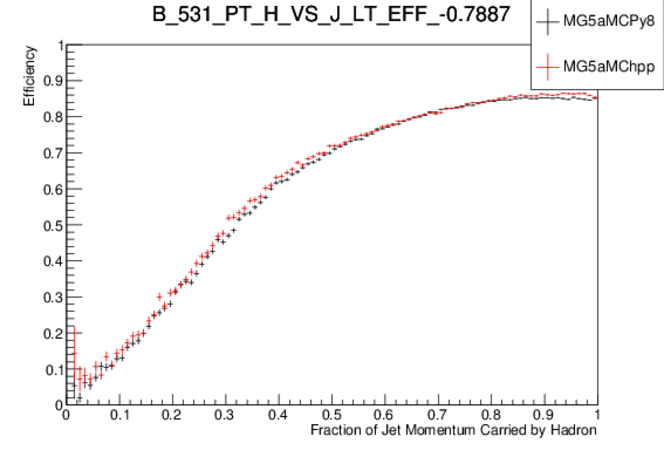 B_531_PT_H_VS_J_LT_EFF_-0.7887
MG5aMCPy8
MG5aMChpp
Efficiency
1
0.9
0.8
0.7
0.6
0.5
0.4
0.3
0.2
0.1
0
0 0.1 0.2 0.3 0.4 0.5 0.6 0.7 0.8 0.9 1
Fraction of Jet Momentum Carried by Hadron